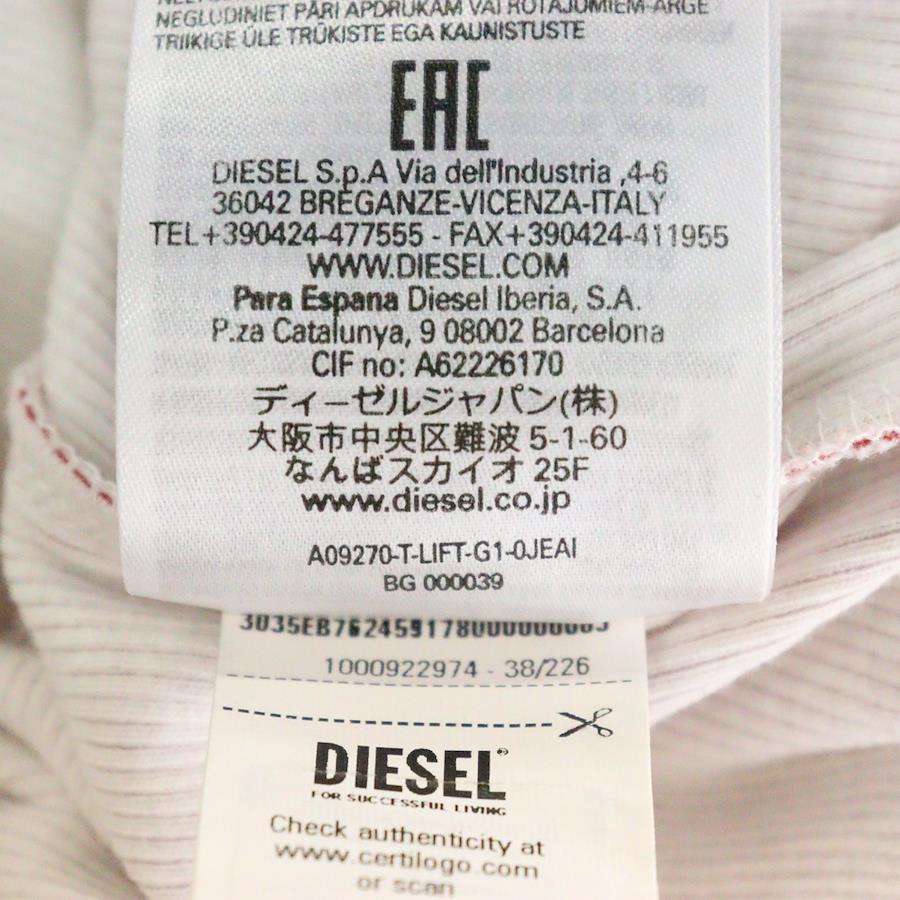 NEGLUDINIET PĀRI APDRUKĀM VAI ROTĀJUMIEM-ÄRGE
TRIIKIGE ÜLE TRÜKISTE EGA KAUNISTUSTE
EAC
DIESEL S.p.A Via dell'Industria ,4-6
36042 BREGANZE-VICENZA-ITALY
TEL+390424-477555 - FAX+390424-411955
WWW.DIESEL.COM
Para Espana Diesel Iberia, S.A.
P.za Catalunya, 9 08002 Barcelona
CIF no: A62226170
ディーゼルジャパン(株)
大阪市中央区難波 5-1-60
なんばスカイオ 25F
www.diesel.co.jp
A09270-T-LIFT-G1-0JEAI
BG 000039
1000922974 - 38/226
DIESEL®
FOR SUCCESSFUL LIVING
Check authenticity at
www.certilogo.com
or scan